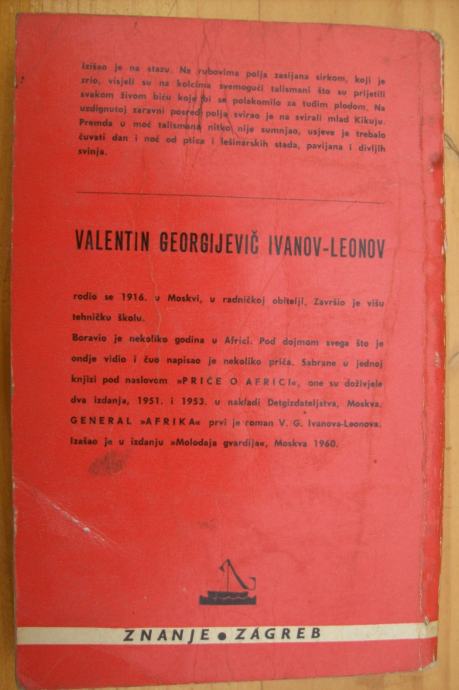 Izišao je na stazu. Na rubovima polja zasijana sirkom, koji je
zrio, visjeli su na kolcima svemogući talismani što su prijetili
svakom živom biću koje bi se polakomilo za tuđim plodom. Na
uzdignutoj zaravni posred polja svirao je na svirali mlad Kikuju.
Premda u moć talismana nitko nije sumnjao, usjeve je trebalo
čuvati dan i noć od ptica i lešinarskih stada, pavijana i divljih
svinja.
VALENTIN GEORGIJEVIČ IVANOV-LEONOV
rodio se 1916. u Moskvi, u radničkoj obitelji. Završio je višu
tehničku školu.
Boravio je nekoliko godina u Africi. Pod dojmom svega što je
ondje vidio i čuo napisao je nekoliko priča. Sabrane u jednoj
knjizi pod naslovom »PRIČE O AFRICI«, one su doživjele
dva izdanja, 1951. i 1953. u nakladi Detgizdateljstva, Moskva.
GENERAL »AFRIKA« prvi je roman V. G. Ivanova-Leonova.
Izašao je u izdanju »Molodaja gvardija«, Moskva 1960.
ZNANJE • ZAGREB